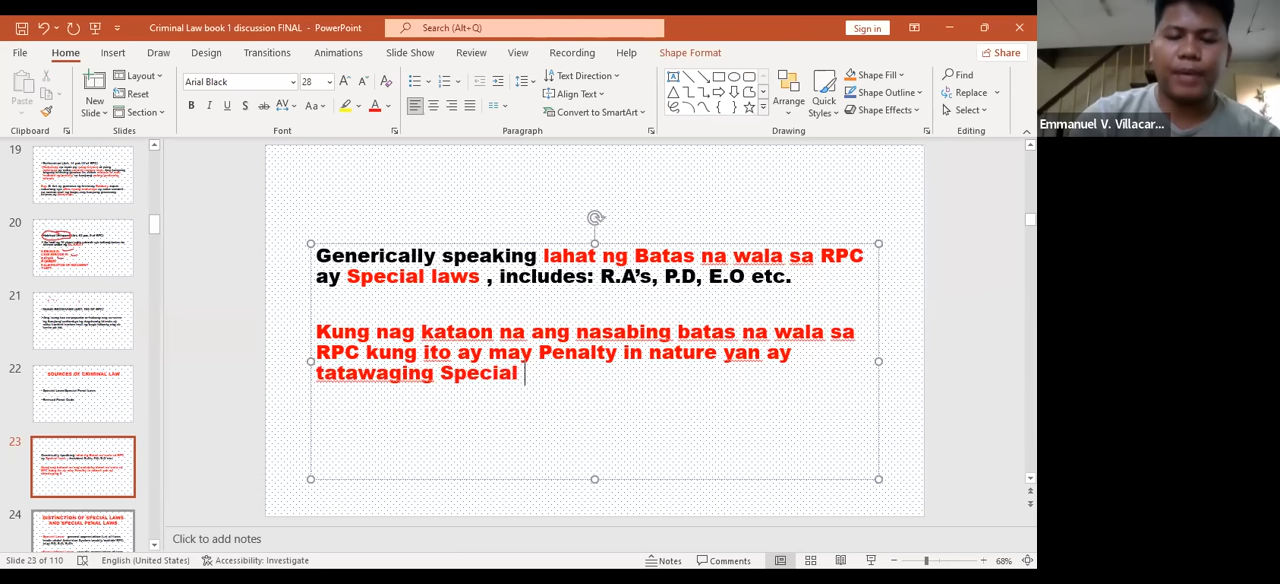 Criminal Law book 1 discussion FINAL - PowerPoint
Search (Alt+Q)
Sign in
File Home Insert Draw Design Transitions Animations Slide Show Review View Recording Help Shape Format Share
Paste
Clipboard
New Slide
Layout
Reset
Section
Slides
Arial Black 28
Font
Text Direction
Align Text
Convert to SmartArt
Paragraph
Arrange
Quick Styles
Shape Fill
Shape Outline
Shape Effects
Drawing
Find
Replace
Select
Editing
Emmanuel V. Villacar...
19
20
21
22
SOURCES OF CRIMINAL LAW
23
24
DISTINCTION OF SPECIAL LAWS
AND SPECIAL PENAL LAWS
Generically speaking lahat ng Batas na wala sa RPC
ay Special laws , includes: R.A’s, P.D, E.O etc.
Kung nag kataon na ang nasabing batas na wala sa
RPC kung ito ay may Penalty in nature yan ay
tatawaging Special
Click to add notes
Slide 23 of 110 English (United States) Accessibility: Investigate Notes Comments 68%